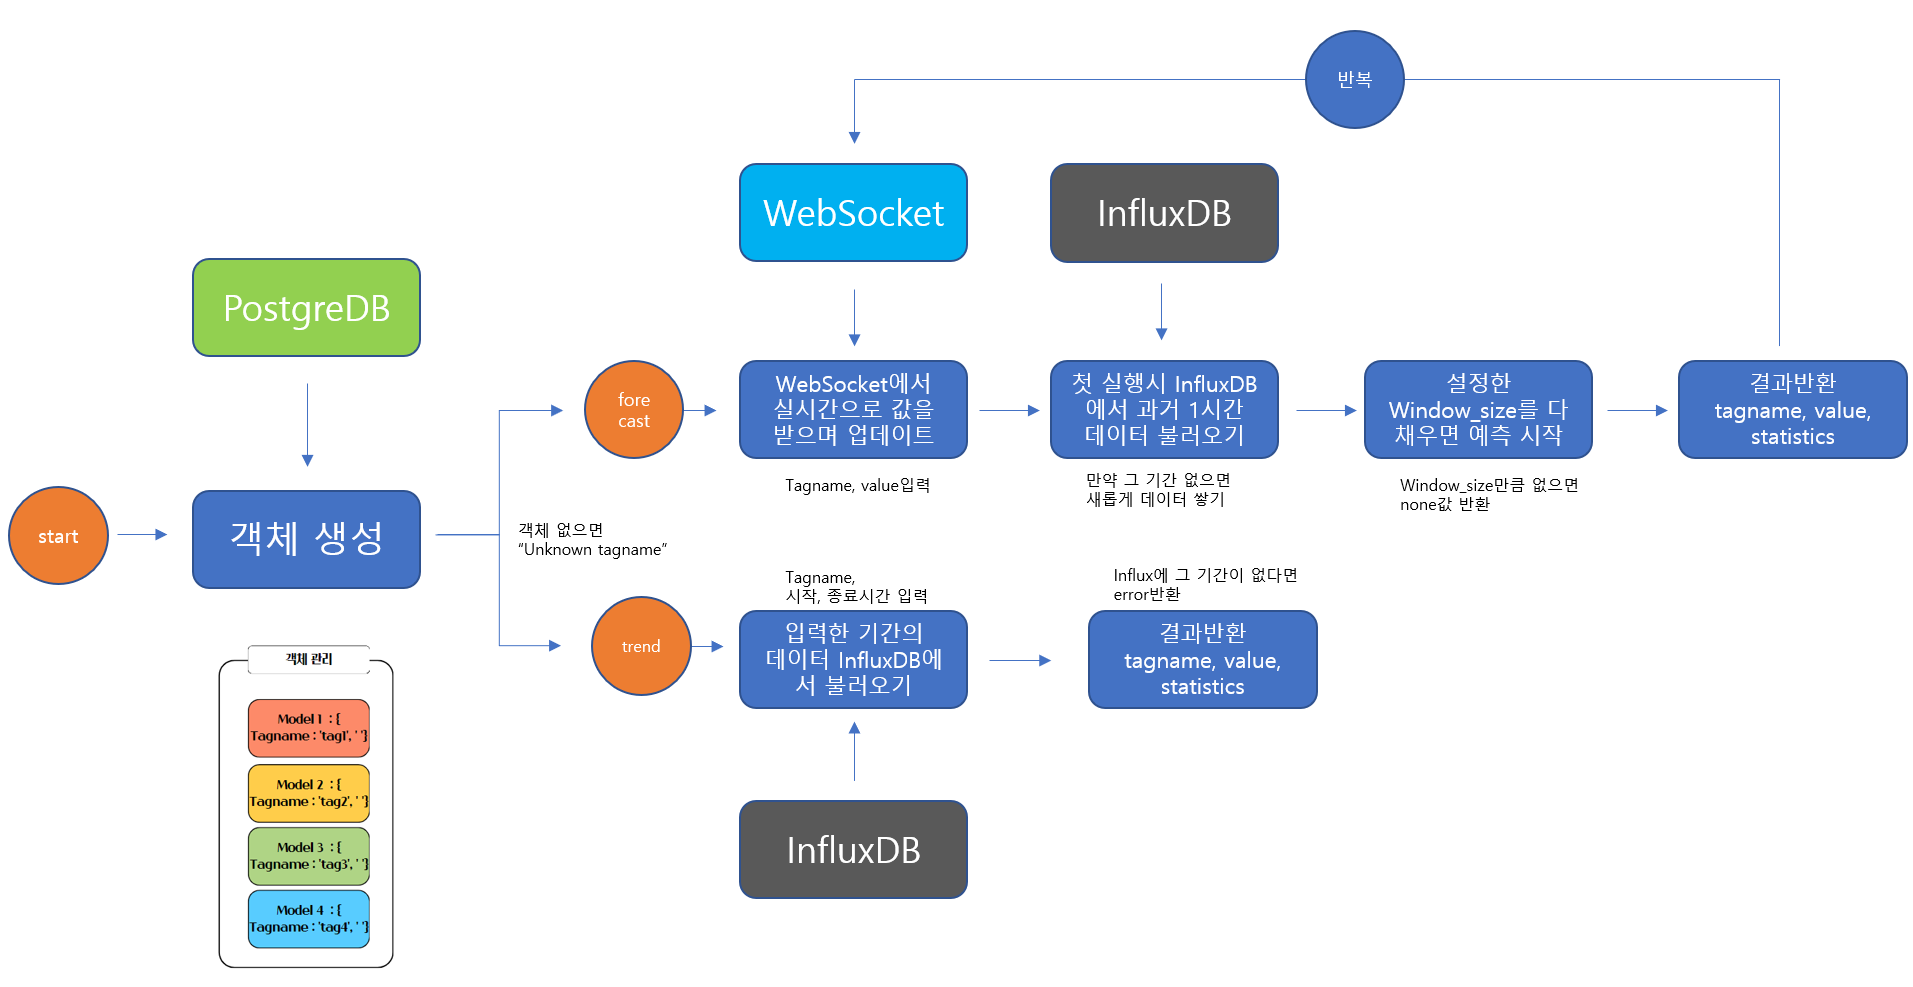 반복
WebSocket
InfluxDB
PostgreDB
fore
cast
WebSocket에서
실시간으로 값을
받으며 업데이트
첫 실행시 InfluxDB
에서 과거 1시간
데이터 불러오기
설정한
Window_size를 다
채우면 예측 시작
결과반환
tagname, value,
statistics
Tagname, value입력
만약 그 기간 없으면
새롭게 데이터 쌓기
Window_size만큼 없으면
none값 반환
start
객체 생성
객체 없으면
“Unknown tagname”
Tagname,
시작, 종료시간 입력
Influx에 그 기간이 없다면
error반환
trend
입력한 기간의
데이터 InfluxDB에
서 불러오기
결과반환
tagname, value,
statistics
InfluxDB
객체 관리
Model 1 : {
Tagname : 'tag1', ' '}
Model 2 : {
Tagname : 'tag2', ' '}
Model 3 : {
Tagname : 'tag3', ' '}
Model 4 : {
Tagname : 'tag4', ' '}